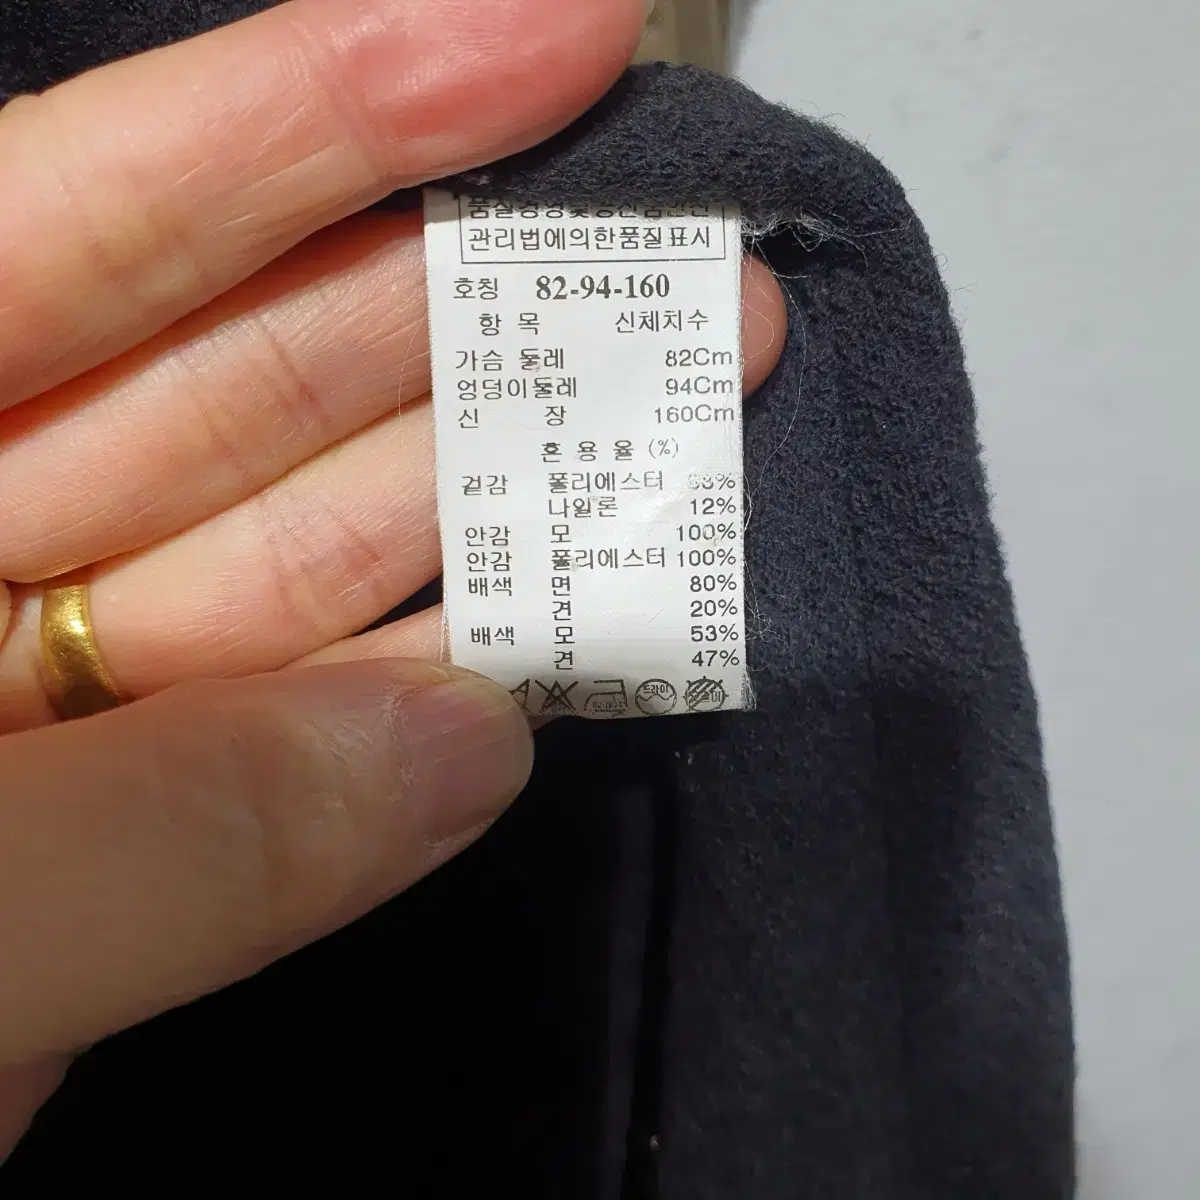 관리법에의한품질표시
호칭 82-94-160
항 목 신체치수
가슴 둘레 82Cm
엉덩이둘레 94Cm
신 장 160Cm
혼 용 율 (%)
겉감 폴리에스터
나일론 12%
안감 모 100%
안감 폴리에스터 100%
배색 면 80%
견 20%
배색 모 53%
견 47%
드라이